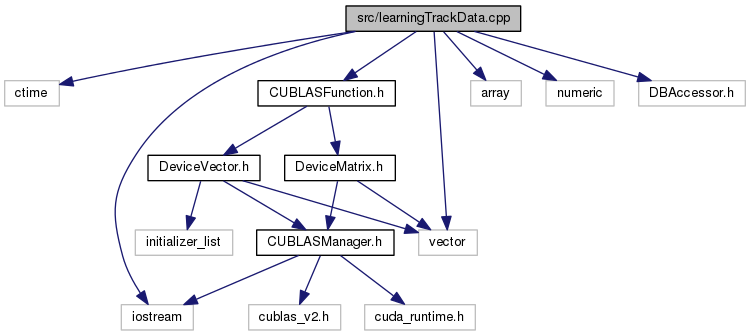 src/learningTrackData.cpp
ctime
CUBLASFunction.h
array
numeric
DBAccessor.h
DeviceVector.h
DeviceMatrix.h
initializer_list
CUBLASManager.h
vector
iostream
cublas_v2.h
cuda_runtime.h